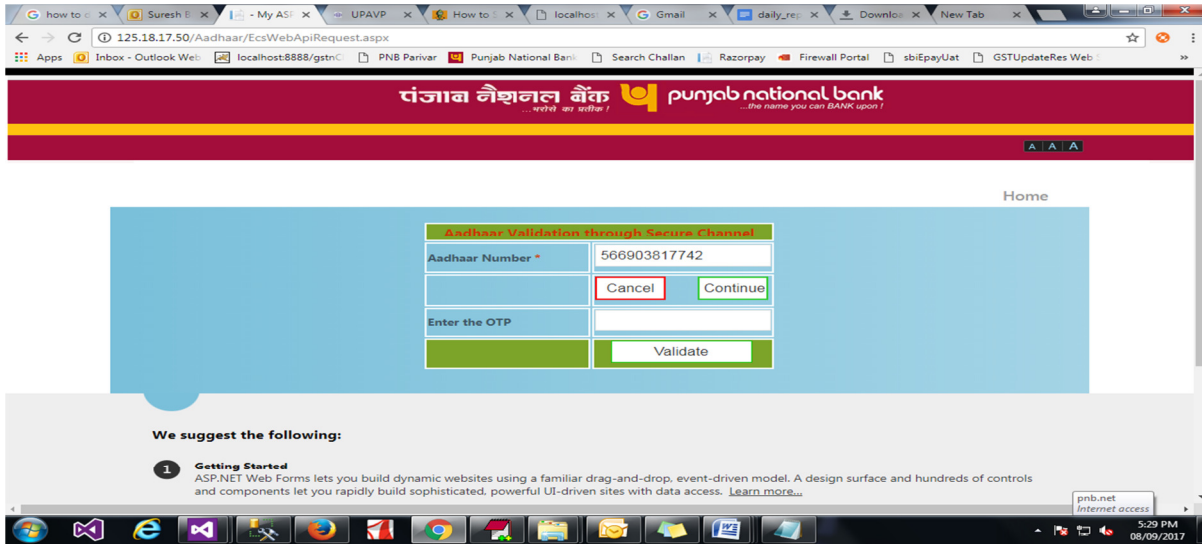 how to c
Suresh B
- My ASP
UPAVP
How to S
localhos
Gmail
daily_rep
Downloa
New Tab
125.18.17.50/Aadhaar/EcsWebApiRequest.aspx
Apps
Inbox - Outlook Web
localhost:8888/gstnC
PNB Parivar
Punjab National Bank
Search Challan
Razorpay
Firewall Portal
sbiEpayUat
GSTUpdateRes Web S
पंजाब नैशनल बैंक
...भरोसे का प्रतीक !
punjab national bank
...the name you can BANK upon !
A A A
Home
Aadhaar Validation through Secure Channel
Aadhaar Number *
566903817742
Cancel
Continue
Enter the OTP
Validate
We suggest the following:
1
Getting Started
ASP.NET Web Forms lets you build dynamic websites using a familiar drag-and-drop, event-driven model. A design surface and hundreds of controls
and components let you rapidly build sophisticated, powerful UI-driven sites with data access. Learn more...
pnb.net
Internet access
5:29 PM
08/09/2017